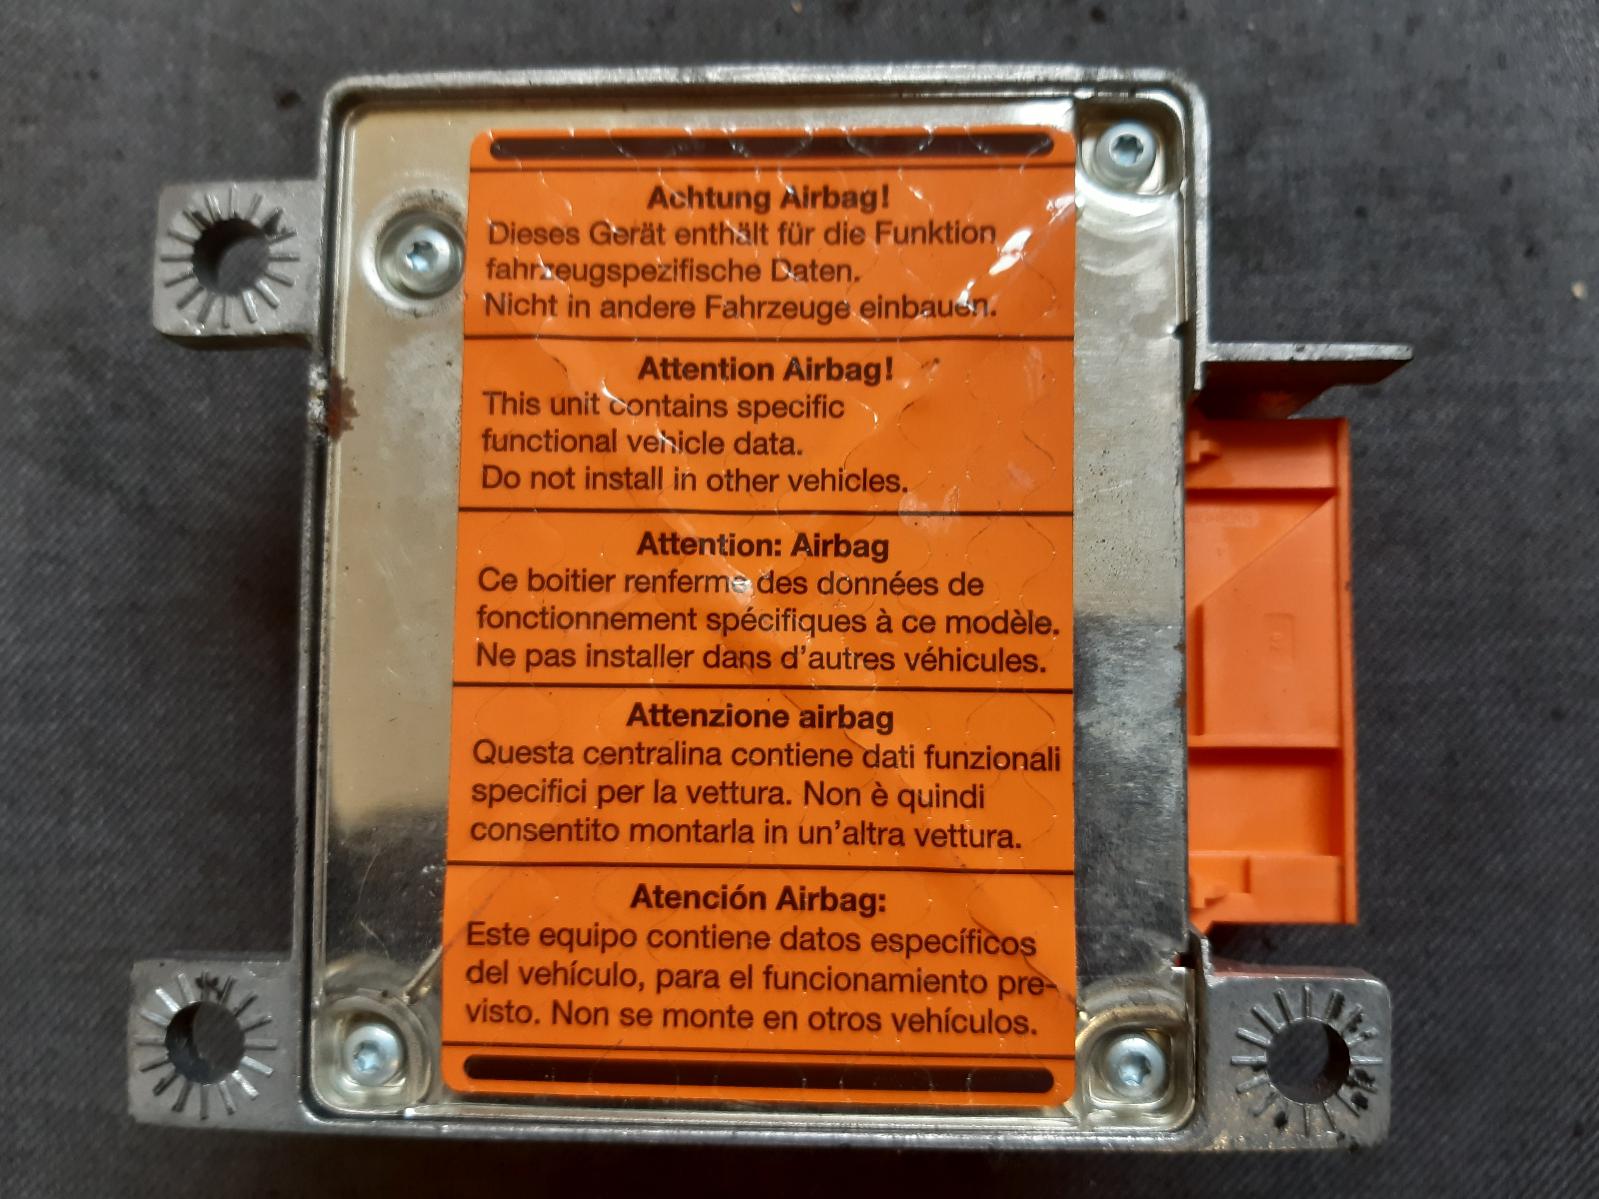 Achtung Airbag!
Dieses Gerät enthält für die Funktion
fahrzeugspezifische Daten.
Nicht in andere Fahrzeuge einbauen.
Attention Airbag!
This unit contains specific
functional vehicle data.
Do not install in other vehicles.
Attention: Airbag
Ce boitier renferme des données de
fonctionnement spécifiques à ce modèle.
Ne pas installer dans d'autres véhicules.
Attenzione airbag
Questa centralina contiene dati funzionali
specifici per la vettura. Non è quindi
consentito montarla in un'altra vettura.
Atención Airbag:
Este equipo contiene datos específicos
del vehículo, para el funcionamiento pre-
visto. Non se monte en otros vehículos.